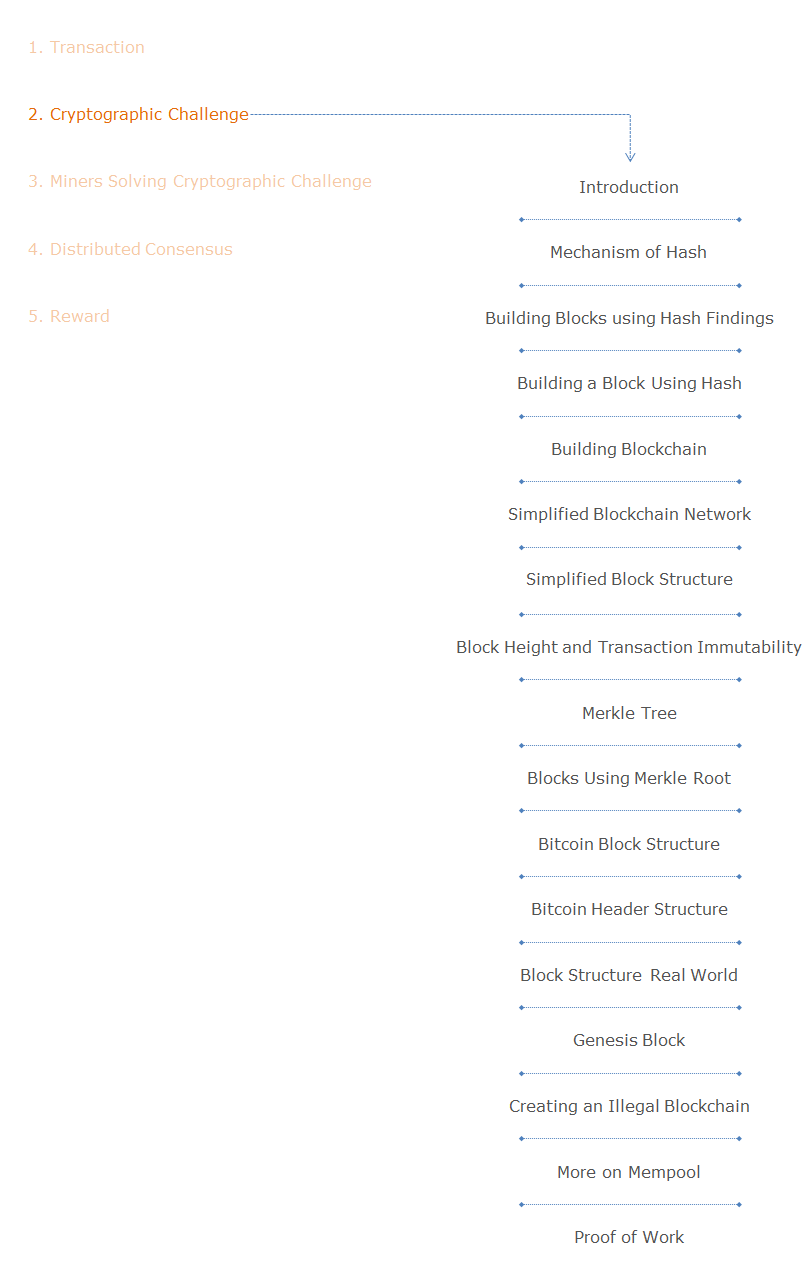 1. Transaction
2. Cryptographic Challenge
3. Miners Solving Cryptographic Challenge
4. Distributed Consensus
5. Reward
Introduction
Mechanism of Hash
Building Blocks using Hash Findings
Building a Block Using Hash
Building Blockchain
Simplified Blockchain Network
Simplified Block Structure
Block Height and Transaction Immutability
Merkle Tree
Blocks Using Merkle Root
Bitcoin Block Structure
Bitcoin Header Structure
Block Structure Real World
Genesis Block
Creating an Illegal Blockchain
More on Mempool
Proof of Work